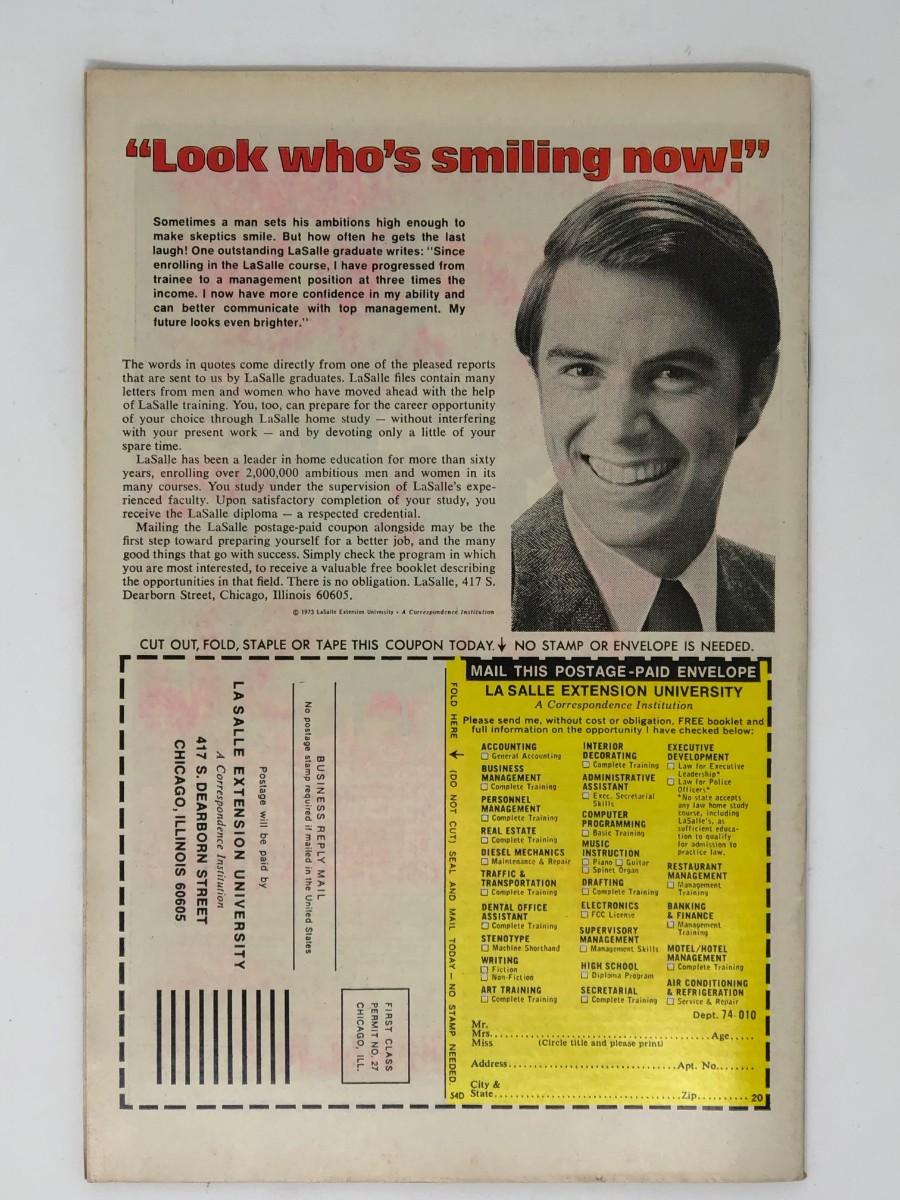 “Look who’s smiling now!”
Sometimes a man sets his ambitions high enough to
make skeptics smile. But how often he gets the last
laugh! One outstanding LaSalle graduate writes: "Since
enrolling in the LaSalle course, I have progressed from
trainee to a management position at three times the
income. I now have more confidence in my ability and
can better communicate with top management. My
future looks even brighter."
The words in quotes come directly from one of the pleased reports
that are sent to us by LaSalle graduates. LaSalle files contain many
letters from men and women who have moved ahead with the help
of LaSalle training. You, too, can prepare for the career opportunity
of your choice through LaSalle home study — without interfering
with your present work — and by devoting only a little of your
spare time.
LaSalle has been a leader in home education for more than sixty
years, enrolling over 2,000,000 ambitious men and women in its
many courses. You study under the supervision of LaSalle's expe-
rienced faculty. Upon satisfactory completion of your study, you
receive the LaSalle diploma — a respected credential.
Mailing the LaSalle postage-paid coupon alongside may be the
first step toward preparing yourself for a better job, and the many
good things that go with success. Simply check the program in which
you are most interested, to receive a valuable free booklet describing
the opportunities in that field. There is no obligation. LaSalle, 417 S.
Dearborn Street, Chicago, Illinois 60605.
© 1973 LaSalle Extension University • A Correspondence Institution
CUT OUT, FOLD, STAPLE OR TAPE THIS COUPON TODAY. ↓ NO STAMP OR ENVELOPE IS NEEDED.
FIRST CLASS
PERMIT NO. 27
CHICAGO, ILL.
BUSINESS REPLY MAIL
No postage stamp required if mailed in the United States
Postage will be paid by
LA SALLE EXTENSION UNIVERSITY
A Correspondence Institution
417 S. DEARBORN STREET
CHICAGO, ILLINOIS 60605
FOLD HERE ← (DO NOT CUT) SEAL AND MAIL TODAY — NO STAMP NEEDED.
54D
MAIL THIS POSTAGE-PAID ENVELOPE
LA SALLE EXTENSION UNIVERSITY
A Correspondence Institution
Please send me, without cost or obligation, FREE booklet and
full information on the opportunity I have checked below:
ACCOUNTING
☐ General Accounting
BUSINESS
MANAGEMENT
☐ Complete Training
PERSONNEL
MANAGEMENT
☐ Complete Training
REAL ESTATE
☐ Complete Training
DIESEL MECHANICS
☐ Maintenance & Repair
TRAFFIC &
TRANSPORTATION
☐ Complete Training
DENTAL OFFICE
ASSISTANT
☐ Complete Training
STENOTYPE
☐ Machine Shorthand
WRITING
☐ Fiction
☐ Non-Fiction
ART TRAINING
☐ Complete Training
INTERIOR
DECORATING
☐ Complete Training
ADMINISTRATIVE
ASSISTANT
☐ Exec. Secretarial
Skills
COMPUTER
PROGRAMMING
☐ Basic Training
MUSIC
INSTRUCTION
☐ Piano ☐ Guitar
☐ Spinet Organ
DRAFTING
☐ Complete Training
ELECTRONICS
☐ FCC License
SUPERVISORY
MANAGEMENT
☐ Management Skills
HIGH SCHOOL
☐ Diploma Program
SECRETARIAL
☐ Complete Training
EXECUTIVE
DEVELOPMENT
☐ Law for Executive
Leadership*
☐ Law for Police
Officers*
*No state accepts
any law home study
course, including
LaSalle's, as
sufficient educa-
tion to qualify
for admission to
practice law.
RESTAURANT
MANAGEMENT
☐ Management
Training
BANKING
& FINANCE
☐ Management
Training
MOTEL/HOTEL
MANAGEMENT
☐ Complete Training
AIR CONDITIONING
& REFRIGERATION
☐ Service & Repair
Dept. 74-010
Mr.
Mrs. Age
Miss (Circle title and please print)
Address Apt. No.
City &
State Zip 20